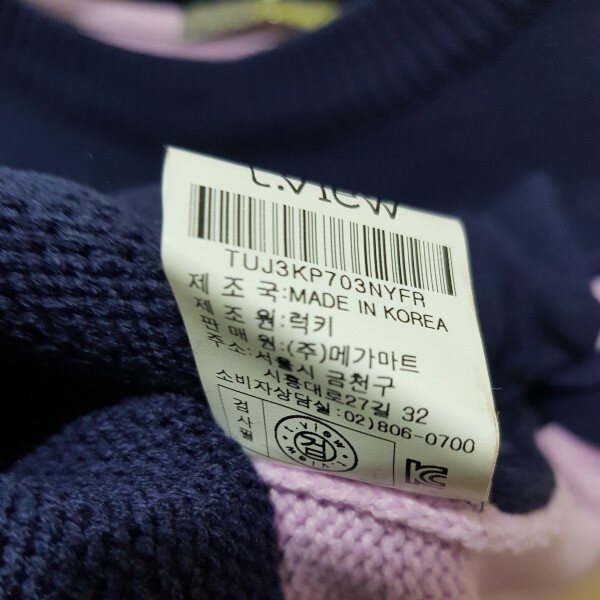 t.view
TUJ3KP703NYFR
제 조 국:MADE IN KOREA
제 조 원:럭키
판 매 원:(주)메가마트
주소:서울시 금천구
시흥대로27길 32
소비자상담실:02)806-0700
검사필
검